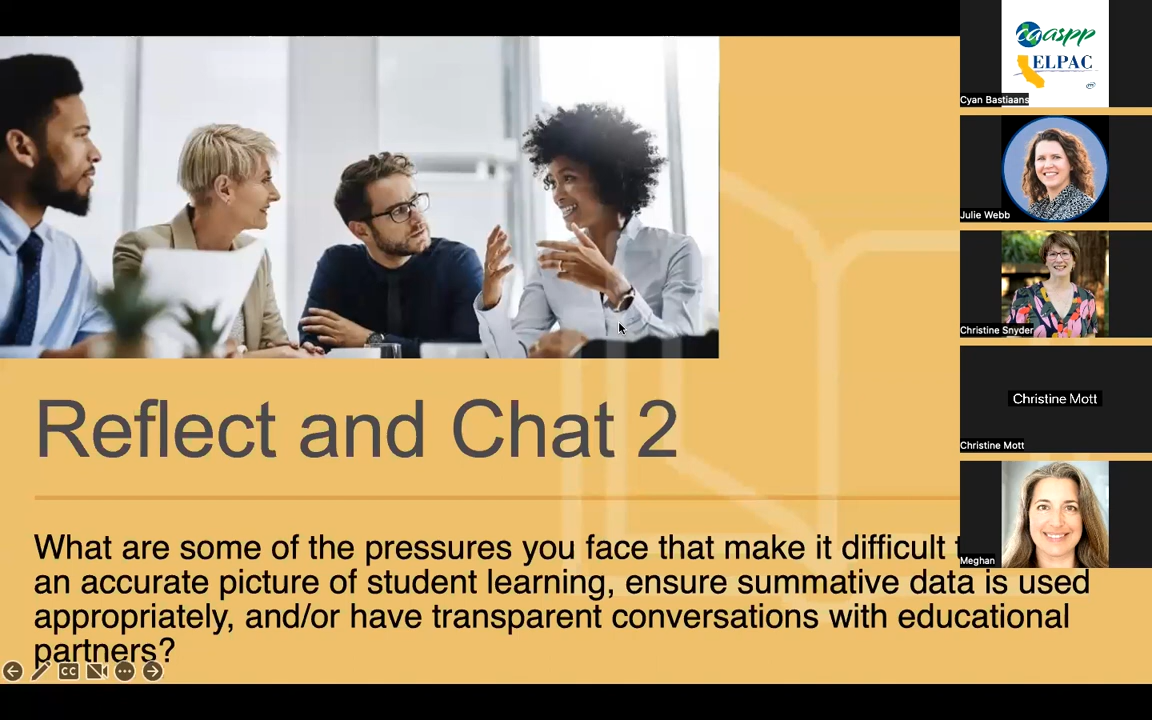 caaspp
ELPAC
Cyan Bastiaans
Julie Webb
Christine Snyder
Christine Mott
Christine Mott
Meghan
Reflect and Chat 2
What are some of the pressures you face that make it difficult
an accurate picture of student learning, ensure summative data is used
appropriately, and/or have transparent conversations with educational
partners?
CC